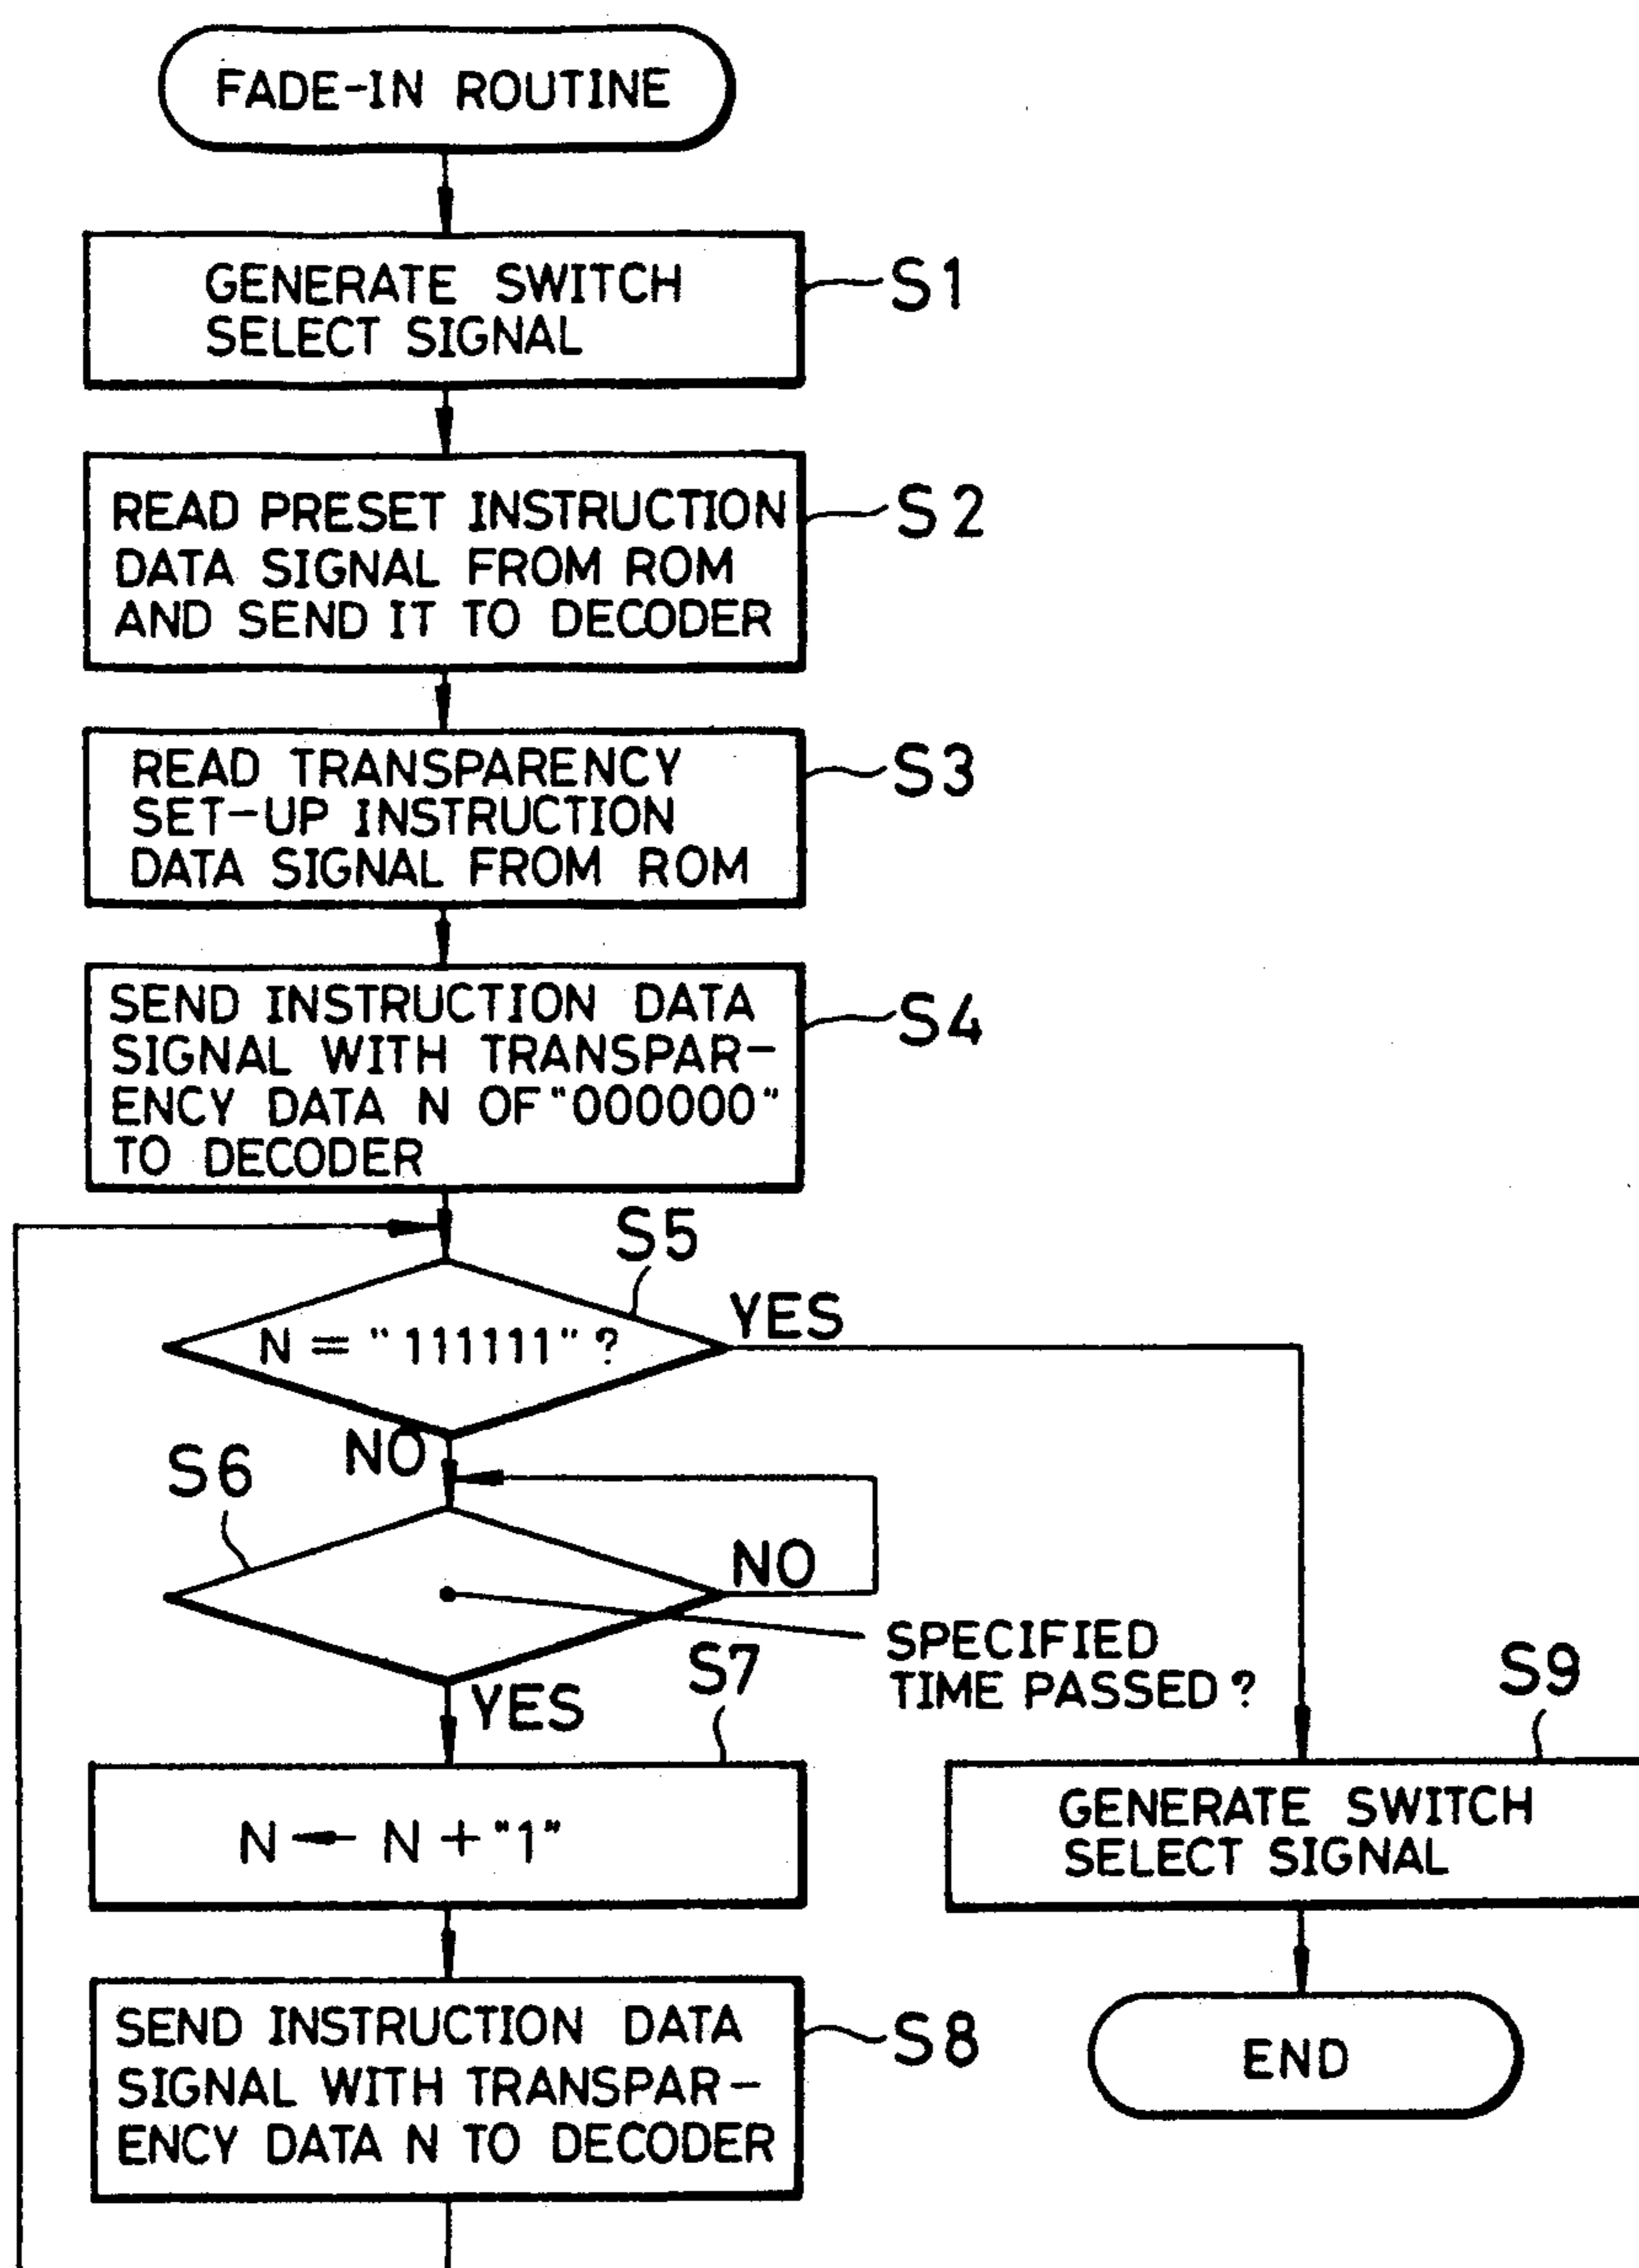 FADE-IN ROUTINE
GENERATE SWITCH
SELECT SIGNAL
S1
READ PRESET INSTRUCTION
DATA SIGNAL FROM ROM
AND SEND IT TO DECODER
S2
READ TRANSPARENCY
SET-UP INSTRUCTION
DATA SIGNAL FROM ROM
S3
SEND INSTRUCTION DATA
SIGNAL WITH TRANSPAR-
ENCY DATA N OF "000000"
TO DECODER
S4
S5
N = "111111" ?
YES
NO
S6
NO
SPECIFIED
TIME PASSED ?
YES
S7
N ← N + "1"
SEND INSTRUCTION DATA
SIGNAL WITH TRANSPAR-
ENCY DATA N TO DECODER
S8
S9
GENERATE SWITCH
SELECT SIGNAL
END